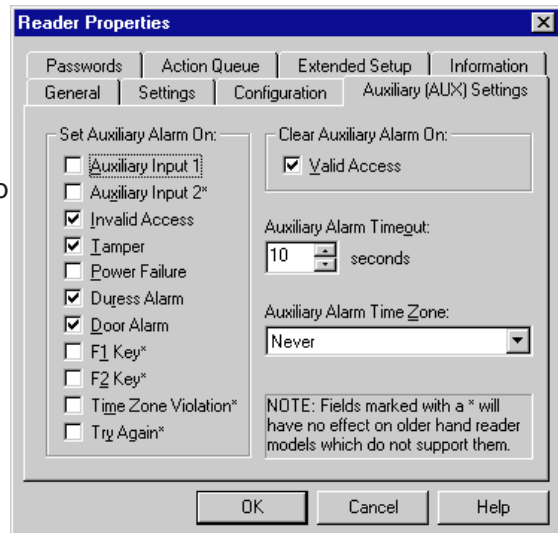 Reader Properties
Passwords
Action Queue
Extended Setup
Information
General
Settings
Configuration
Auxiliary (AUX) Settings
Set Auxiliary Alarm On:
Auxiliary Input 1
Auxiliary Input 2*
Invalid Access
Tamper
Power Failure
Duress Alarm
Door Alarm
F1 Key*
F2 Key*
Time Zone Violation*
Try Again*
Clear Auxiliary Alarm On:
Valid Access
Auxiliary Alarm Timeout:
10 seconds
Auxiliary Alarm Time Zone:
Never
NOTE: Fields marked with a * will
have no effect on older hand reader
models which do not support them.
OK
Cancel
Help